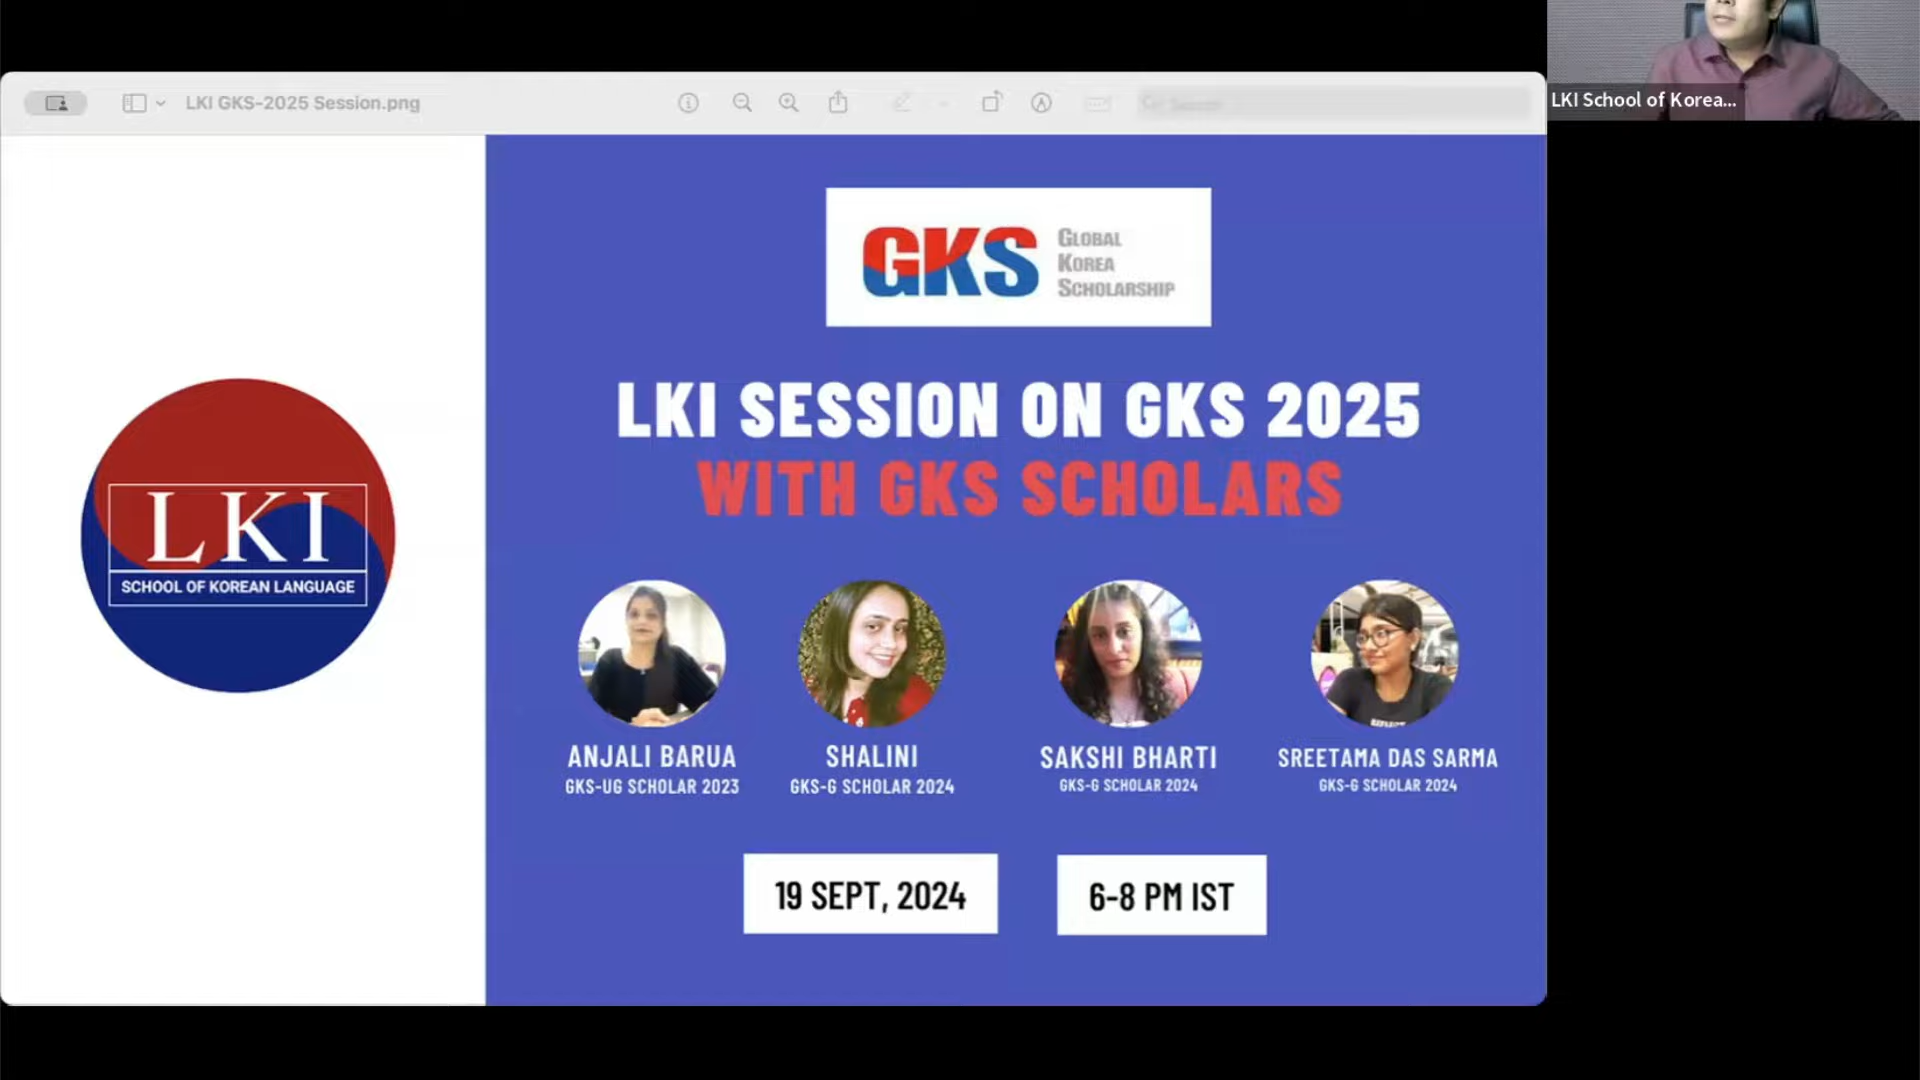 LKI GKS-2025 Session.png
LKI School of Korea...
GKS
GLOBAL
KOREA
SCHOLARSHIP
LKI SESSION ON GKS 2025
WITH GKS SCHOLARS
LKI
SCHOOL OF KOREAN LANGUAGE
ANJALI BARUA
GKS-UG SCHOLAR 2023
SHALINI
GKS-G SCHOLAR 2024
SAKSHI BHARTI
GKS-G SCHOLAR 2024
SREETAMA DAS SARMA
GKS-G SCHOLAR 2024
19 SEPT, 2024
6-8 PM IST